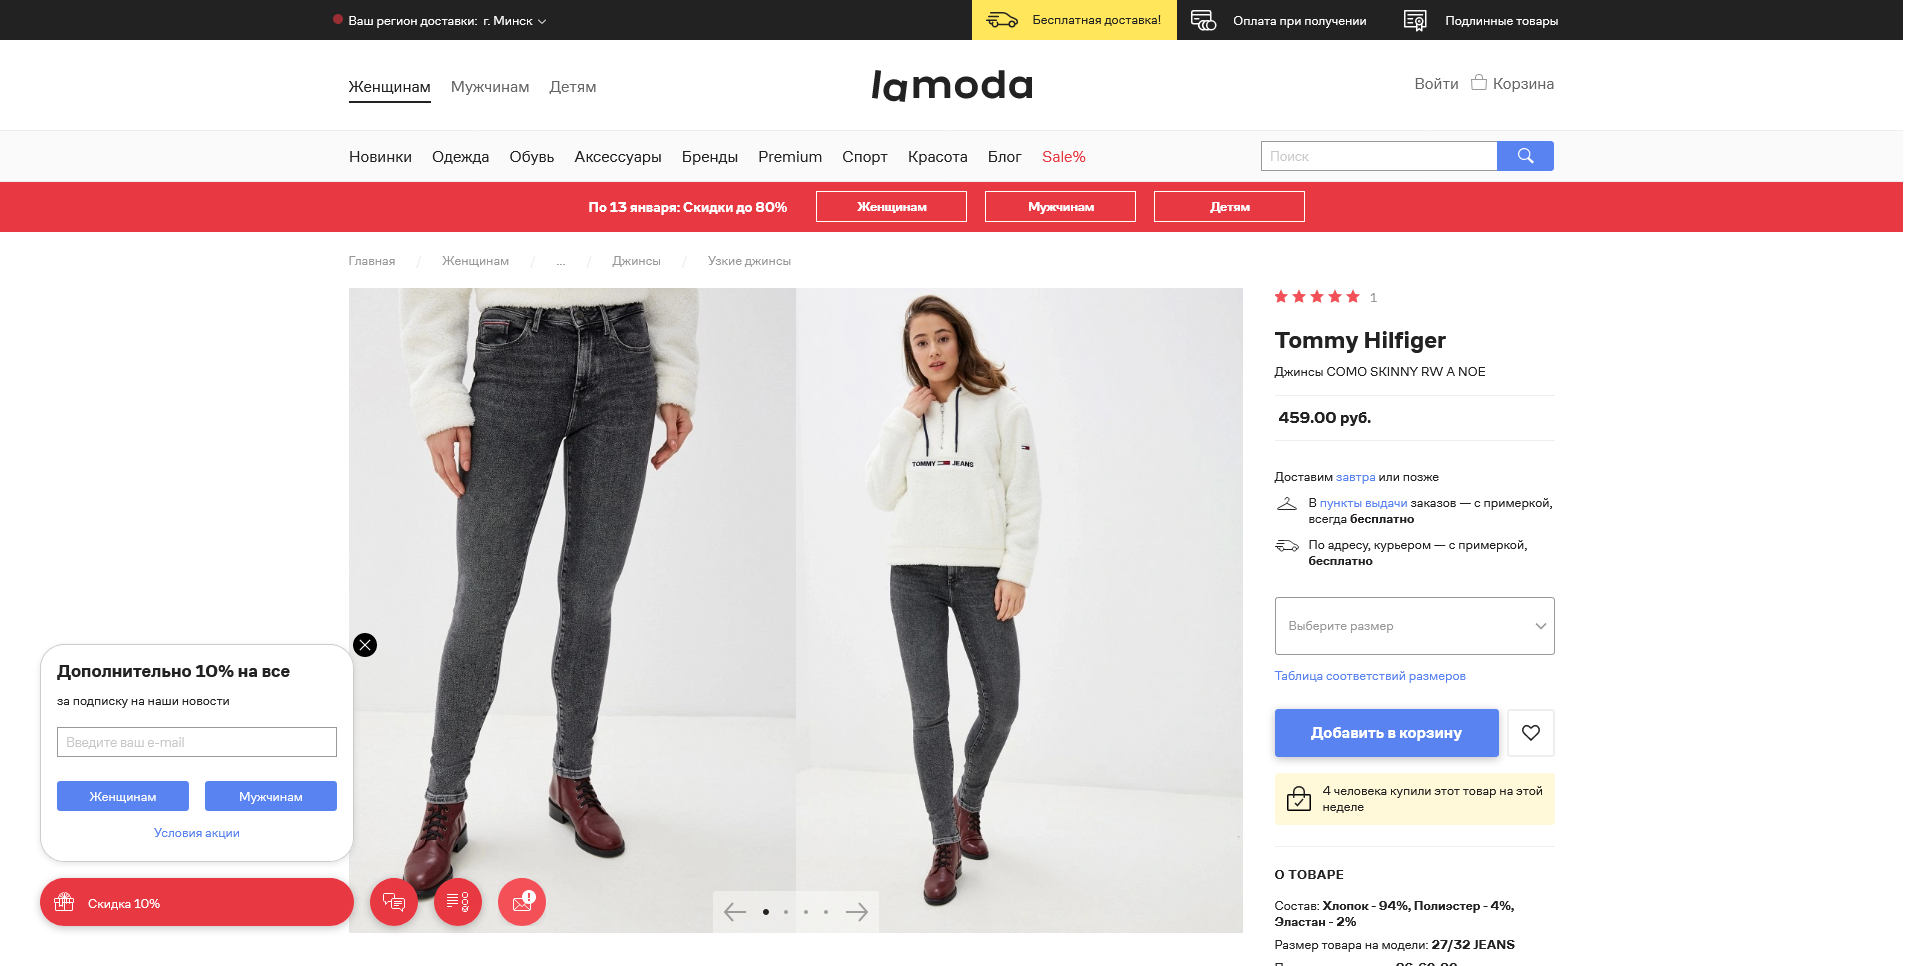 Ваш регион доставки: г. Минск
Бесплатная доставка!
Оплата при получении
Подлинные товары
Женщинам Мужчинам Детям
lamoda
Войти Корзина
Новинки Одежда Обувь Аксессуары Бренды Premium Спорт Красота Блог Sale%
Поиск
По 13 января: Скидки до 80%
Женщинам
Мужчинам
Детям
Главная / Женщинам / ... / Джинсы / Узкие джинсы
TOMMY JEANS
1
Tommy Hilfiger
Джинсы COMO SKINNY RW A NOE
459.00 руб.
Доставим завтра или позже
В пункты выдачи заказов — с примеркой,
всегда бесплатно
По адресу, курьером — с примеркой,
бесплатно
Выберите размер
Таблица соответствий размеров
Добавить в корзину
4 человека купили этот товар на этой
неделе
О ТОВАРЕ
Состав: Хлопок - 94%, Полиэстер - 4%,
Эластан - 2%
Размер товара на модели: 27/32 JEANS
Дополнительно 10% на все
за подписку на наши новости
Введите ваш e-mail
Женщинам
Мужчинам
Условия акции
Скидка 10%